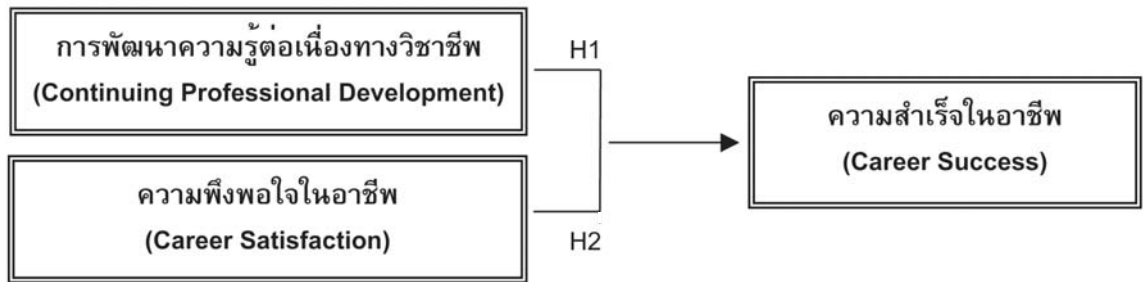 การพัฒนาความรู้ต่อเนื่องทางวิชาชีพ
(Continuing Professional Development)
H1
ความพึงพอใจในอาชีพ
(Career Satisfaction)
H2
ความสำเร็จในอาชีพ
(Career Success)